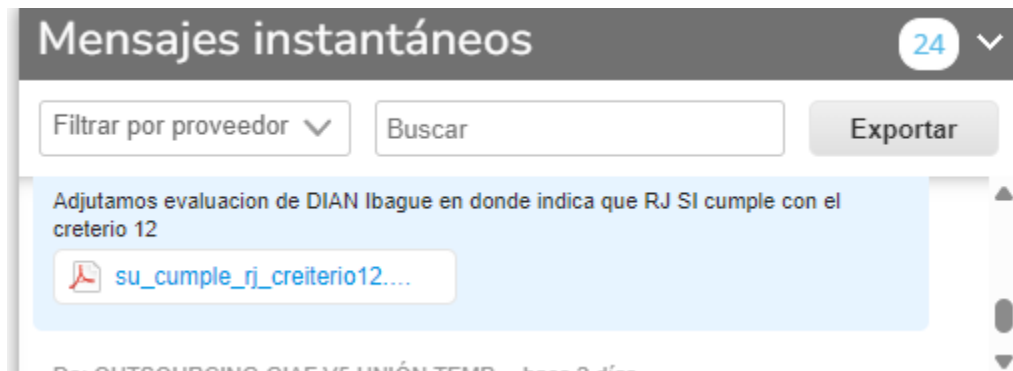 Mensajes instantáneos
24
Filtrar por proveedor
Buscar
Exportar
Adjutamos evaluacion de DIAN Ibague en donde indica que RJ SI cumple con el
creterio 12
su_cumple_rj_creiterio12....